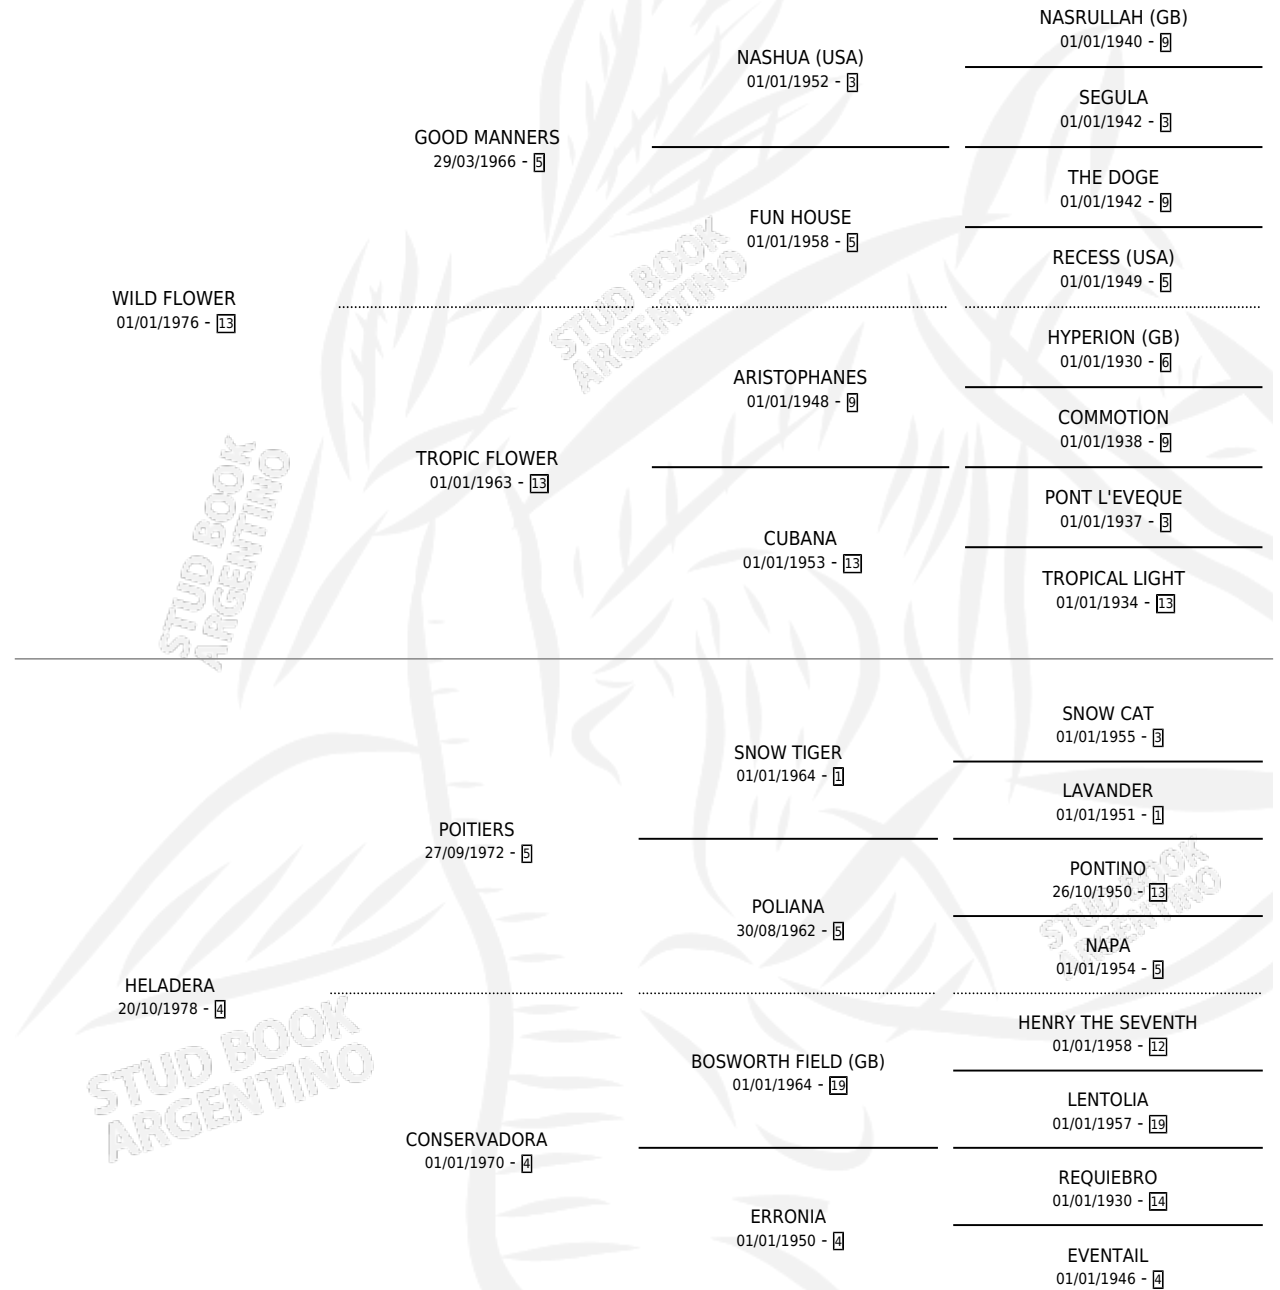 NASRULLAH (GB)
01/01/1940 - 9
NASHUA (USA)
01/01/1952 - 3
SEGULA
01/01/1942 - 3
GOOD MANNERS
29/03/1966 - 5
THE DOGE
01/01/1942 - 9
FUN HOUSE
01/01/1958 - 5
RECESS (USA)
01/01/1949 - 5
WILD FLOWER
01/01/1976 - 13
HYPERION (GB)
01/01/1930 - 6
ARISTOPHANES
01/01/1948 - 9
COMMOTION
01/01/1938 - 9
TROPIC FLOWER
01/01/1963 - 13
PONT L'EVEQUE
01/01/1937 - 3
CUBANA
01/01/1953 - 13
TROPICAL LIGHT
01/01/1934 - 13
STUD BOOK
ARGENTINO
STUD BOOK
ARGENTINO
SNOW CAT
01/01/1955 - 3
SNOW TIGER
01/01/1964 - 1
LAVANDER
01/01/1951 - 1
POITIERS
27/09/1972 - 5
PONTINO
26/10/1950 - 13
POLIANA
30/08/1962 - 5
NAPA
01/01/1954 - 5
HELADERA
20/10/1978 - 4
HENRY THE SEVENTH
01/01/1958 - 12
BOSWORTH FIELD (GB)
01/01/1964 - 19
LENTOLIA
01/01/1957 - 19
CONSERVADORA
01/01/1970 - 4
REQUIEBRO
01/01/1930 - 14
ERRONIA
01/01/1950 - 4
EVENTAIL
01/01/1946 - 4
STUD BOOK
ARGENTINO
STUD BOOK
ARGENTINO